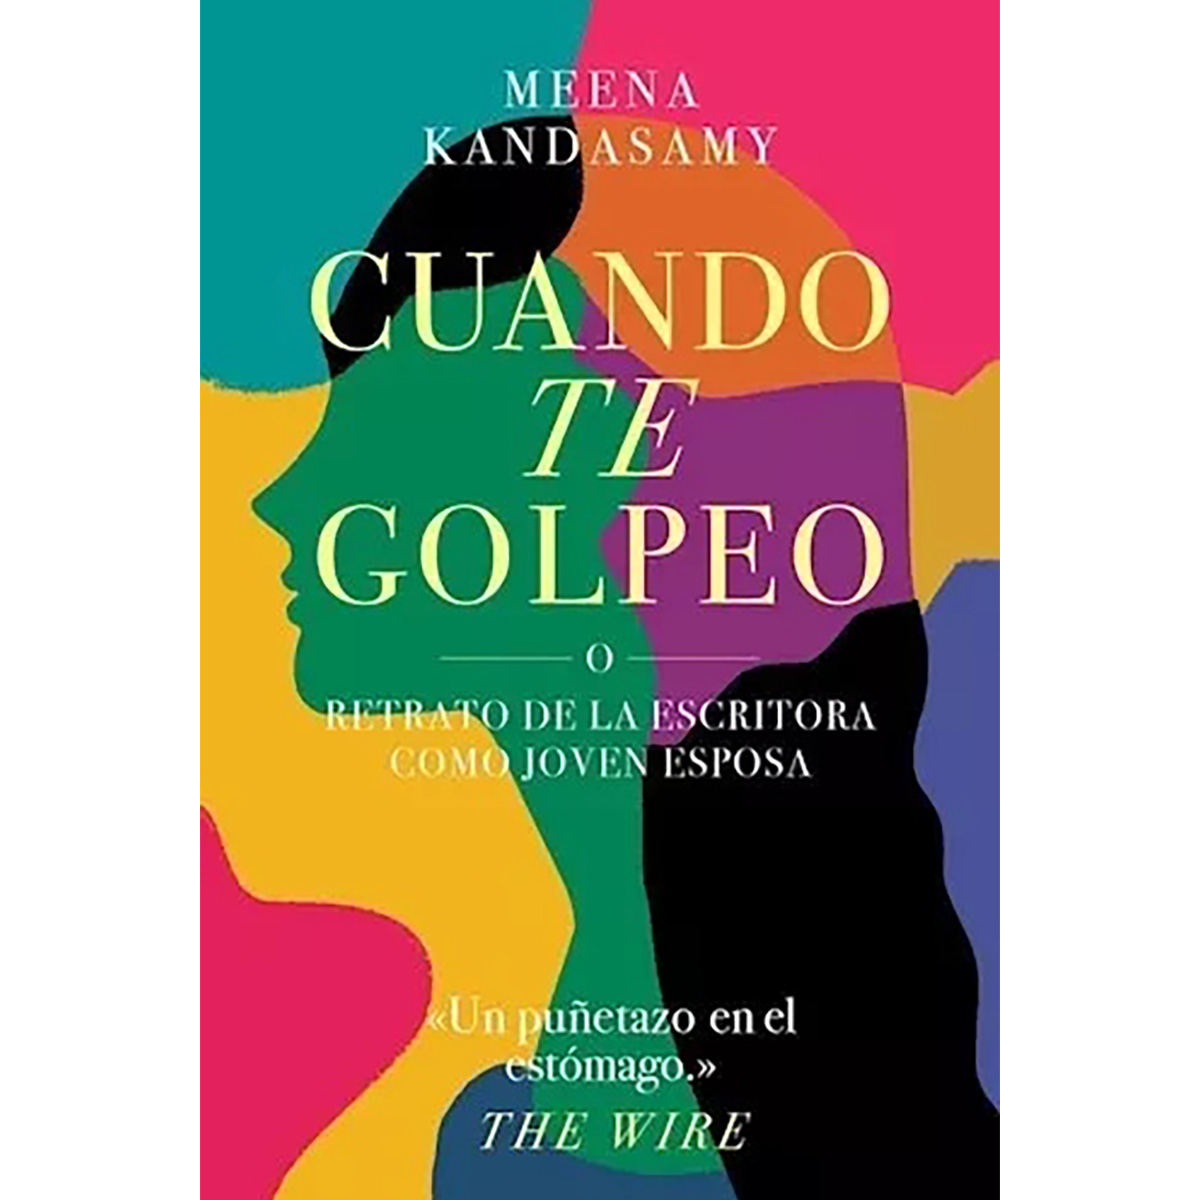 MEENA
KANDASAMY
CUANDO
TE
GOLPEO
O
RETRATO DE LA ESCRITORA
COMO JOVEN ESPOSA
«Un puñetazo en el
estómago.»
THE WIRE